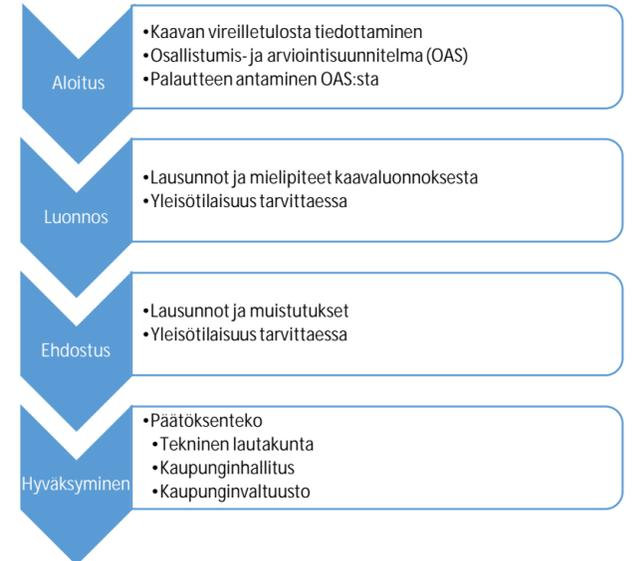 Aloitus
•Kaavan vireilletulosta tiedottaminen
•Osallistumis- ja arviointisuunnitelma (OAS)
•Palautteen antaminen OAS:sta
Luonnos
•Lausunnot ja mielipiteet kaavaluonnoksesta
•Yleisötilaisuus tarvittaessa
Ehdostus
•Lausunnot ja muistutukset
•Yleisötilaisuus tarvittaessa
Hyväksyminen
•Päätöksenteko
•Tekninen lautakunta
•Kaupunginhallitus
•Kaupunginvaltuusto